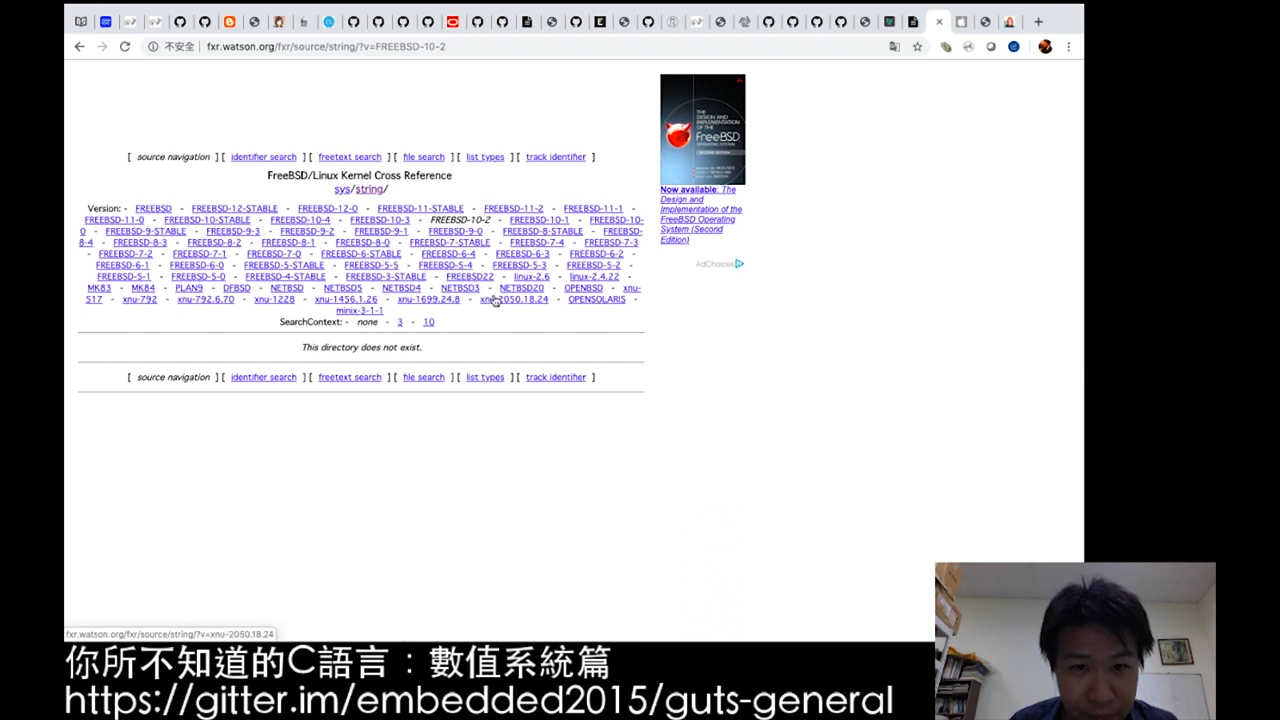 不安全 fxr.watson.org/fxr/source/string/?v=FREEBSD-10-2
[ source navigation ] [ identifier search ] [ freetext search ] [ file search ] [ list types ] [ track identifier ]
FreeBSD/Linux Kernel Cross Reference
sys/string/
Version: - FREEBSD - FREEBSD-12-STABLE - FREEBSD-12-0 - FREEBSD-11-STABLE - FREEBSD-11-2 - FREEBSD-11-1 -
FREEBSD-11-0 - FREEBSD-10-STABLE - FREEBSD-10-4 - FREEBSD-10-3 - FREEBSD-10-2 - FREEBSD-10-1 - FREEBSD-10-
0 - FREEBSD-9-STABLE - FREEBSD-9-3 - FREEBSD-9-2 - FREEBSD-9-1 - FREEBSD-9-0 - FREEBSD-8-STABLE - FREEBSD-
8-4 - FREEBSD-8-3 - FREEBSD-8-2 - FREEBSD-8-1 - FREEBSD-8-0 - FREEBSD-7-STABLE - FREEBSD-7-4 - FREEBSD-7-3
- FREEBSD-7-2 - FREEBSD-7-1 - FREEBSD-7-0 - FREEBSD-6-STABLE - FREEBSD-6-4 - FREEBSD-6-3 - FREEBSD-6-2 -
FREEBSD-6-1 - FREEBSD-6-0 - FREEBSD-5-STABLE - FREEBSD-5-5 - FREEBSD-5-4 - FREEBSD-5-3 - FREEBSD-5-2 -
FREEBSD-5-1 - FREEBSD-5-0 - FREEBSD-4-STABLE - FREEBSD-3-STABLE - FREEBSD22 - linux-2.6 - linux-2.4.22 -
MK83 - MK84 - PLAN9 - DFBSD - NETBSD - NETBSD5 - NETBSD4 - NETBSD3 - NETBSD20 - OPENBSD - xnu-
517 - xnu-792 - xnu-792.6.70 - xnu-1228 - xnu-1456.1.26 - xnu-1699.24.8 - xnu-2050.18.24 - OPENSOLARIS -
minix-3-1-1
SearchContext: - none - 3 - 10
This directory does not exist.
[ source navigation ] [ identifier search ] [ freetext search ] [ file search ] [ list types ] [ track identifier ]
THE
DESIGN AND
IMPLEMENTATION
OF THE
FreeBSD
OPERATING SYSTEM
SECOND EDITION
Now available: The
Design and
Implementation of the
FreeBSD Operating
System (Second
Edition)
AdChoices
fxr.watson.org/fxr/source/string/?v=xnu-2050.18.24
你所不知道的C語言：數值系統篇
https://gitter.im/embedded2015/guts-general